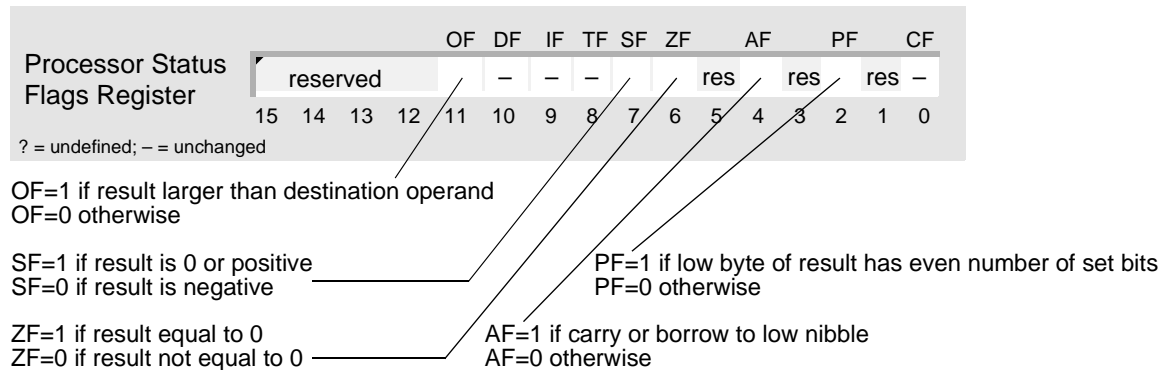 OF DF IF TF SF ZF AF PF CF
Processor Status
Flags Register
reserved – – – res res res –
15 14 13 12 11 10 9 8 7 6 5 4 3 2 1 0
? = undefined; – = unchanged
OF=1 if result larger than destination operand
OF=0 otherwise
SF=1 if result is 0 or positive
SF=0 if result is negative
PF=1 if low byte of result has even number of set bits
PF=0 otherwise
ZF=1 if result equal to 0
ZF=0 if result not equal to 0
AF=1 if carry or borrow to low nibble
AF=0 otherwise